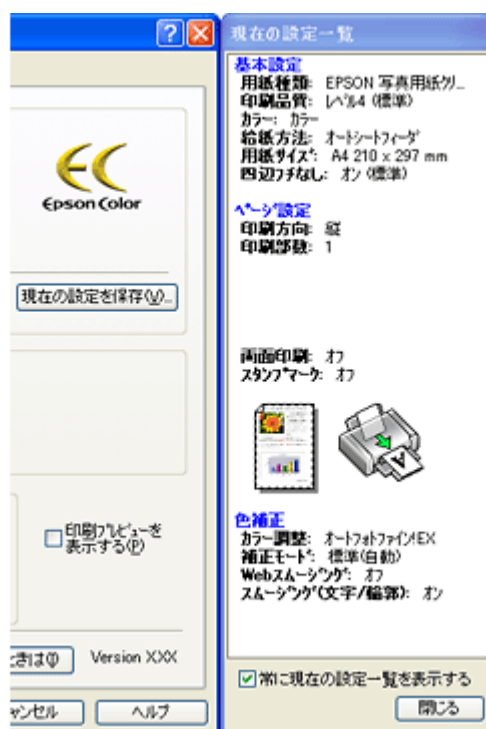 EC
Epson Color
現在の設定を保存(V)...
印刷プレビューを
表示する(P)
ときは(I)
Version XXX
ャンセル
ヘルプ
現在の設定一覧
基本設定
用紙種類: EPSON 写真用紙クリ...
印刷品質: レベル4 (標準)
カラー: カラー
給紙方法: オートシートフィーダ
用紙サイズ: A4 210 x 297 mm
四辺フチなし: オン (標準)
ページ設定
印刷方向: 縦
印刷部数: 1
両面印刷: オフ
スタンプマーク: オフ
A
色補正
カラー調整: オートフォトファイン!EX
補正モード: 標準(自動)
Webスムージング: オフ
スムージング(文字/輪郭): オン
常に現在の設定一覧を表示する
閉じる